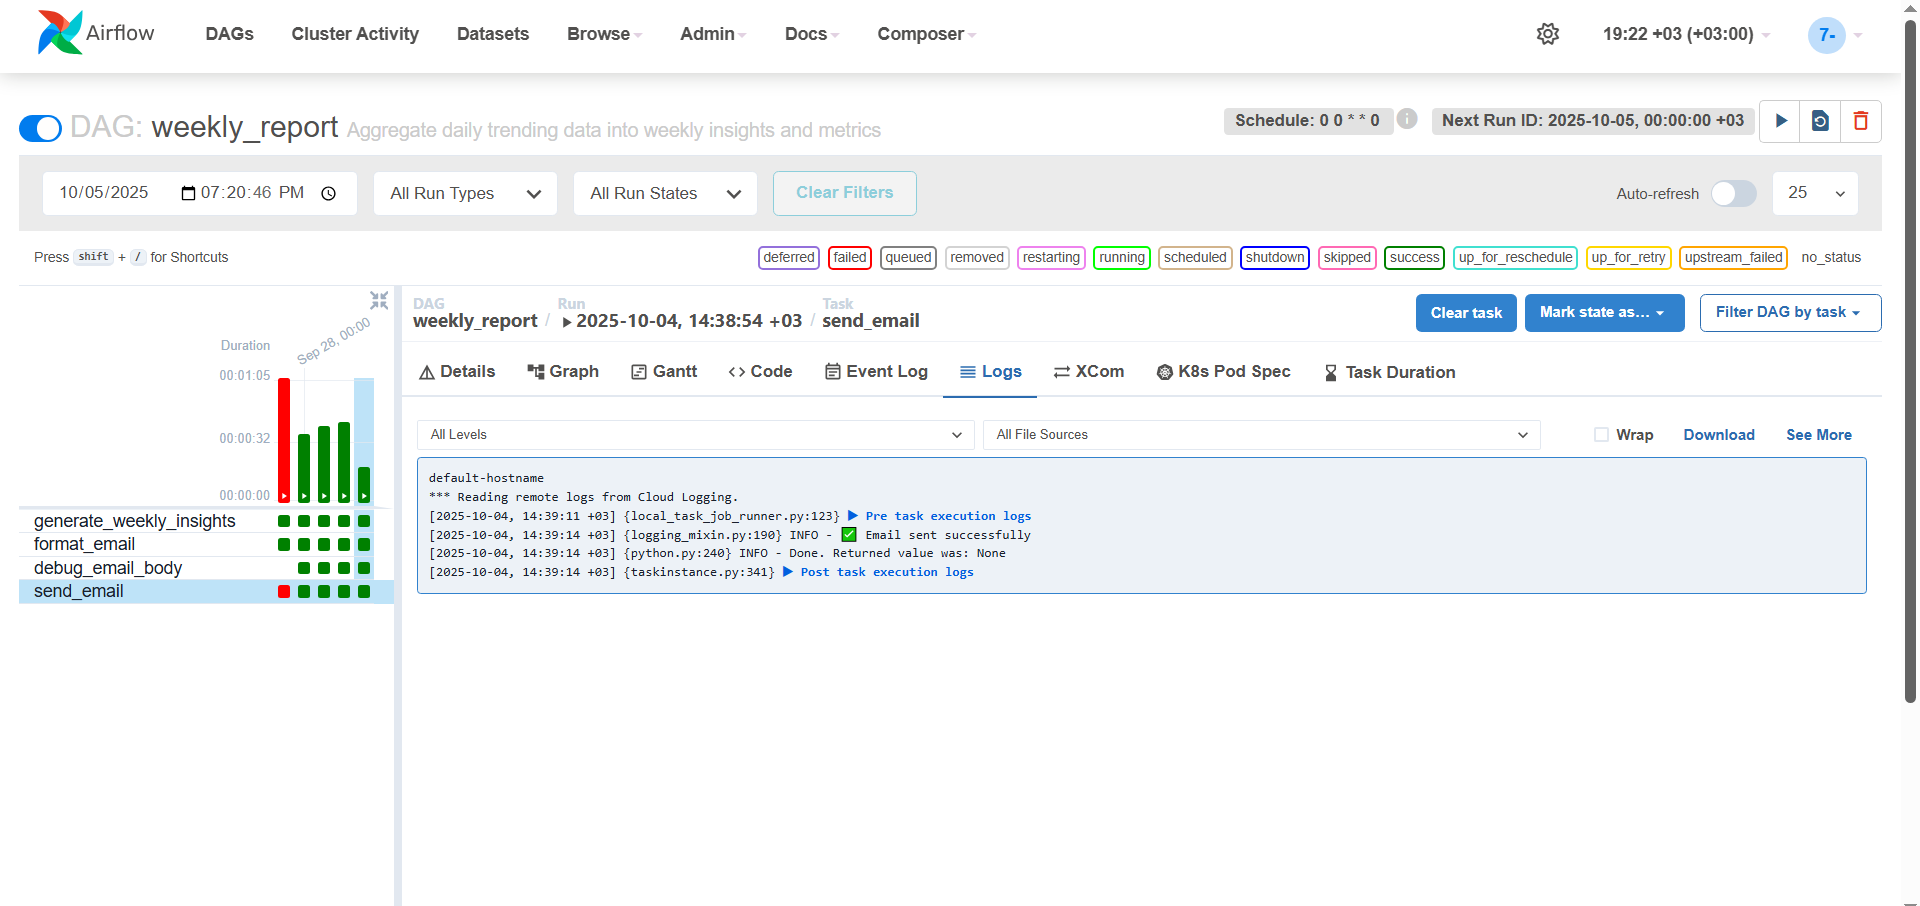 Airflow
DAGs Cluster Activity Datasets Browse Admin Docs Composer 19:22 +03 (+03:00) 7-
DAG: weekly_report Aggregate daily trending data into weekly insights and metrics
Schedule: 0 0 * * 0 i Next Run ID: 2025-10-05, 00:00:00 +03
10/05/2025 07:20:46 PM All Run Types All Run States Clear Filters Auto-refresh 25
Press shift + / for Shortcuts
deferred failed queued removed restarting running scheduled shutdown skipped success up_for_reschedule up_for_retry upstream_failed no_status
Duration
Sep 28, 00:00
00:01:05
00:00:32
00:00:00
generate_weekly_insights
format_email
debug_email_body
send_email
DAG Run Task
weekly_report / 2025-10-04, 14:38:54 +03 / send_email
Clear task Mark state as... Filter DAG by task
Details Graph Gantt Code Event Log Logs XCom K8s Pod Spec Task Duration
All Levels All File Sources Wrap Download See More
default-hostname
*** Reading remote logs from Cloud Logging.
[2025-10-04, 14:39:11 +03] {local_task_job_runner.py:123} ▶ Pre task execution logs
[2025-10-04, 14:39:14 +03] {logging_mixin.py:190} INFO - ✅ Email sent successfully
[2025-10-04, 14:39:14 +03] {python.py:240} INFO - Done. Returned value was: None
[2025-10-04, 14:39:14 +03] {taskinstance.py:341} ▶ Post task execution logs